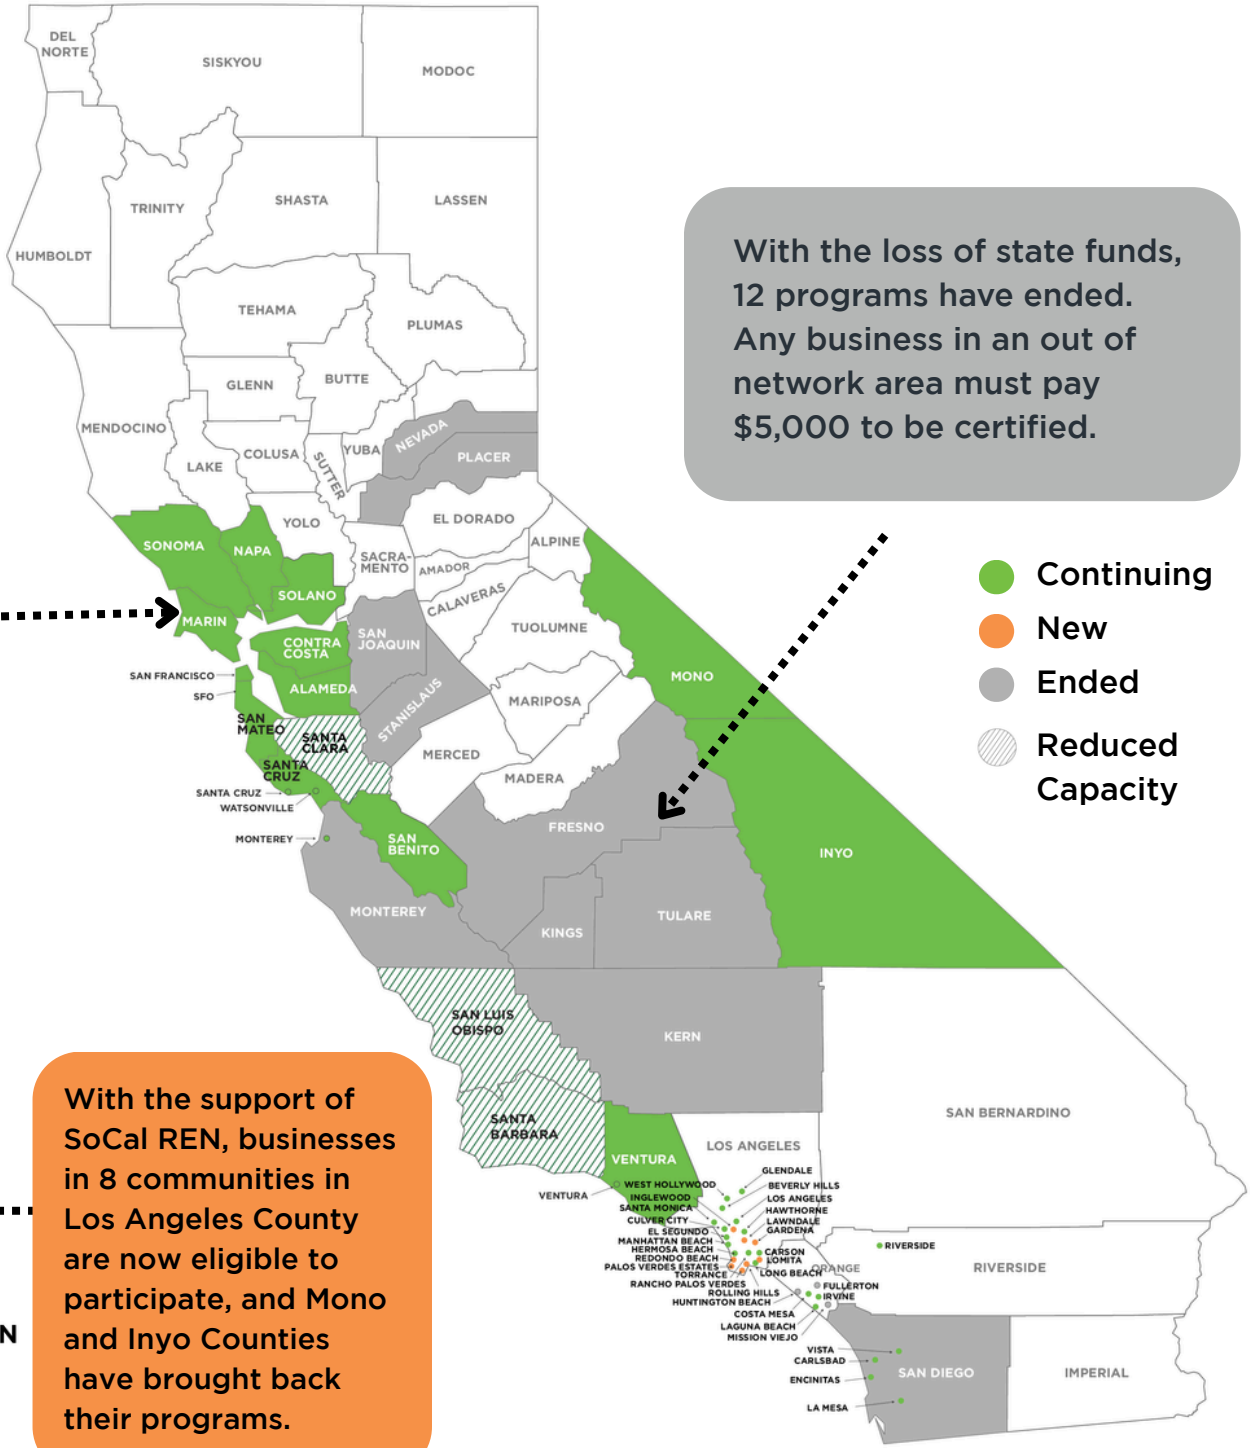 DEL
NORTE
SISKYOU
MODOC
TRINITY
SHASTA
LASSEN
HUMBOLDT
With the loss of state funds,
12 programs have ended.
Any business in an out of
network area must pay
$5,000 to be certified.
TEHAMA
PLUMAS
GLENN
BUTTE
MENDOCINO
LAKE
COLUSA
SUTTER
YUBA
NEVADA
PLACER
YOLO
EL DORADO
ALPINE
SONOMA
NAPA
SACRA-
MENTO
AMADOR
SOLANO
CALAVERAS
MARIN
CONTRA
COSTA
SAN
JOAQUIN
TUOLUMNE
Continuing
New
Ended
Reduced
Capacity
SAN FRANCISCO
SFO
ALAMEDA
STANISLAUS
MARIPOSA
MONO
SAN
MATEO
SANTA
CLARA
MERCED
SANTA
CRUZ
MADERA
SANTA CRUZ
WATSONVILLE
MONTEREY
SAN
BENITO
FRESNO
INYO
MONTEREY
KINGS
TULARE
SAN LUIS
OBISPO
KERN
SANTA
BARBARA
SAN BERNARDINO
With the support of
SoCal REN, businesses
in 8 communities in
Los Angeles County
are now eligible to
participate, and Mono
and Inyo Counties
have brought back
their programs.
N
VENTURA
LOS ANGELES
VENTURA
GLENDALE
WEST HOLLYWOOD
BEVERLY HILLS
INGLEWOOD
LOS ANGELES
SANTA MONICA
HAWTHORNE
CULVER CITY
LAWNDALE
EL SEGUNDO
GARDENA
MANHATTAN BEACH
HERMOSA BEACH
CARSON
REDONDO BEACH
LOMITA
PALOS VERDES ESTATES
TORRANCE
LONG BEACH
ORANGE
RANCHO PALOS VERDES
ROLLING HILLS
FULLERTON
HUNTINGTON BEACH
IRVINE
COSTA MESA
LAGUNA BEACH
MISSION VIEJO
RIVERSIDE
RIVERSIDE
VISTA
CARLSBAD
ENCINITAS
LA MESA
SAN DIEGO
IMPERIAL